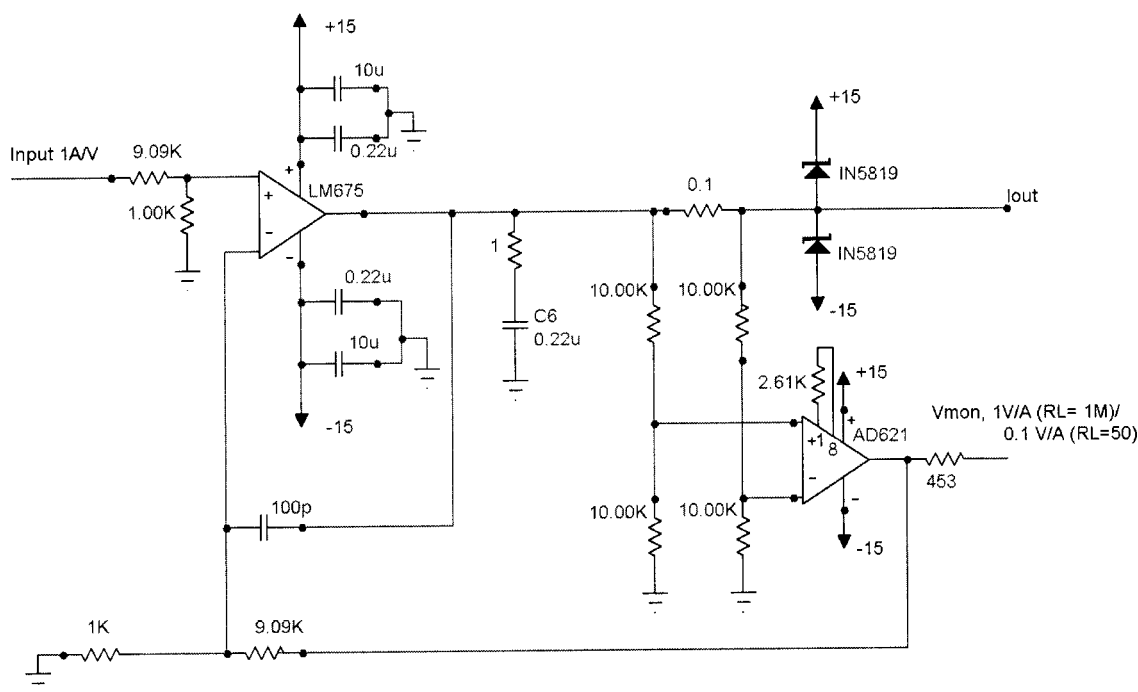 +15
10u
0.22u
Input 1A/V
9.09K
1.00K
+
LM675
+
-
-
0.22u
10u
-15
1
C6
0.22u
0.1
+15
IN5819
Iout
IN5819
-15
10.00K
10.00K
2.61K
+15
+
+1
8
AD621
-
-
-15
Vmon, 1V/A (RL= 1M)/
0.1 V/A (RL=50)
453
10.00K
10.00K
100p
1K
9.09K